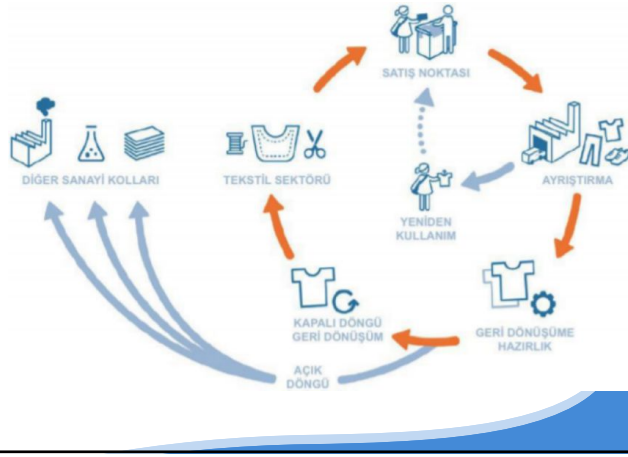 SATIŞ NOKTASI
DİĞER SANAYİ KOLLARI
TEKSTİL SEKTÖRÜ
AYRIŞTIRMA
YENİDEN
KULLANIM
KAPALI DÖNGÜ
GERİ DÖNÜŞÜM
GERİ DÖNÜŞÜME
HAZIRLIK
AÇIK
DÖNGÜ